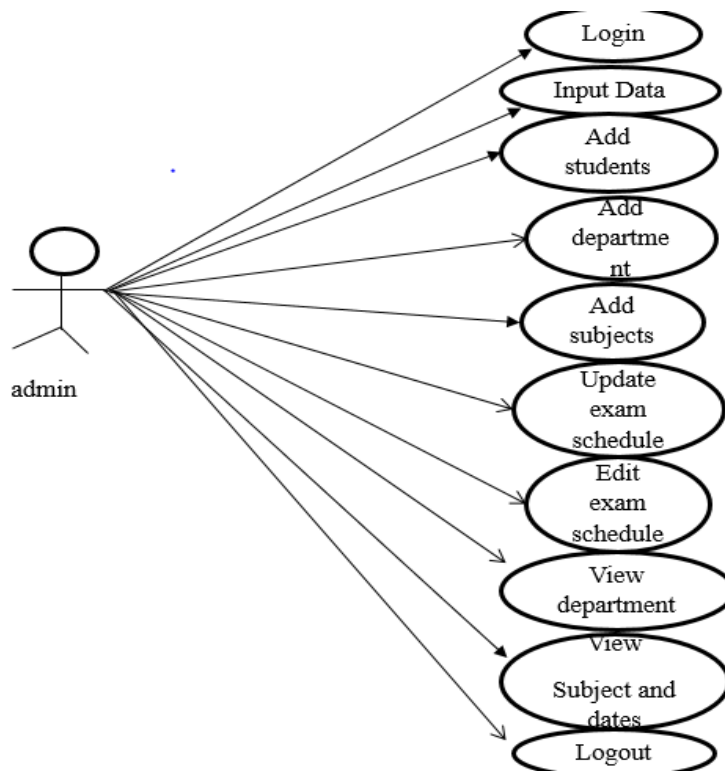 Login
Input Data
Add
students
Add
departme
nt
Add
subjects
Update
exam
schedule
Edit
exam
schedule
View
department
View
Subject and
dates
Logout
admin